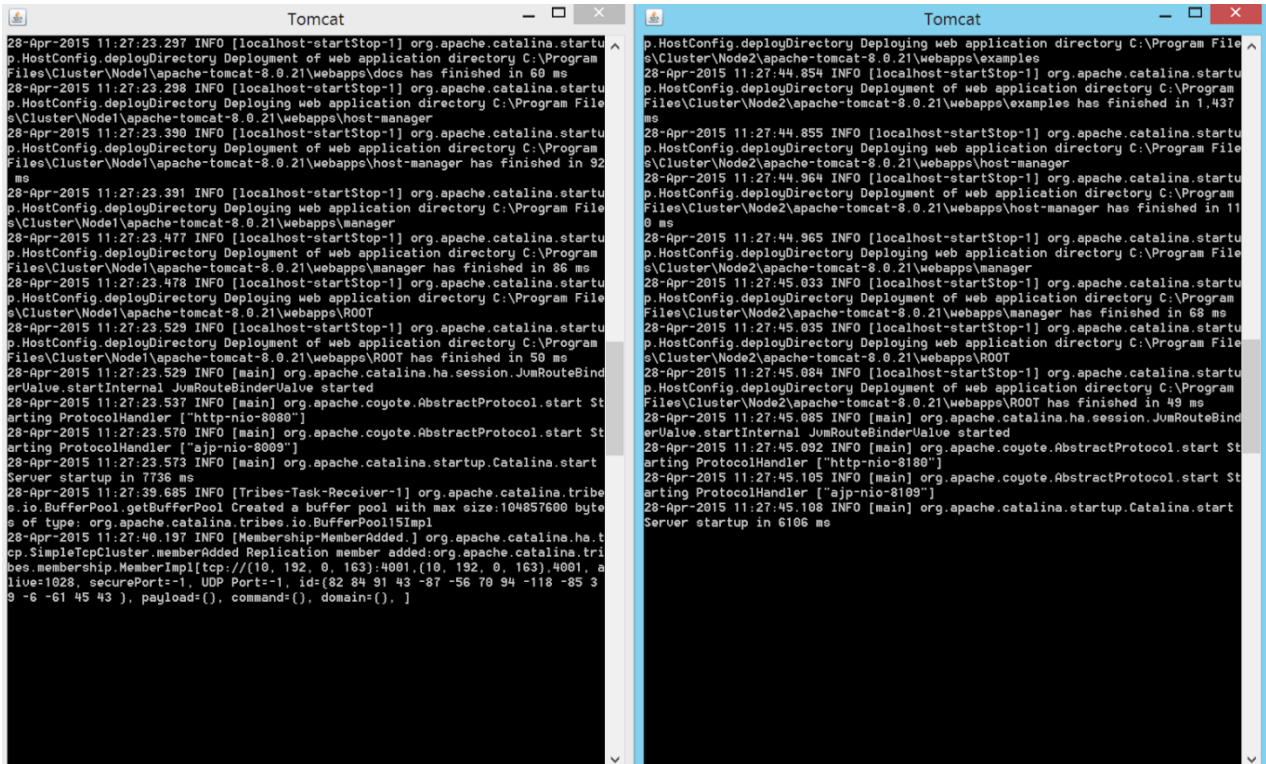 Tomcat
28-Apr-2015 11:27:23.297 INFO [localhost-startStop-1] org.apache.catalina.startu
p.HostConfig.deployDirectory Deployment of web application directory C:\Program
Files\Cluster\Node1\apache-tomcat-8.0.21\webapps\docs has finished in 60 ms
28-Apr-2015 11:27:23.298 INFO [localhost-startStop-1] org.apache.catalina.startu
p.HostConfig.deployDirectory Deploying web application directory C:\Program File
s\Cluster\Node1\apache-tomcat-8.0.21\webapps\host-manager
28-Apr-2015 11:27:23.390 INFO [localhost-startStop-1] org.apache.catalina.startu
p.HostConfig.deployDirectory Deployment of web application directory C:\Program
Files\Cluster\Node1\apache-tomcat-8.0.21\webapps\host-manager has finished in 92
ms
28-Apr-2015 11:27:23.391 INFO [localhost-startStop-1] org.apache.catalina.startu
p.HostConfig.deployDirectory Deploying web application directory C:\Program File
s\Cluster\Node1\apache-tomcat-8.0.21\webapps\manager
28-Apr-2015 11:27:23.477 INFO [localhost-startStop-1] org.apache.catalina.startu
p.HostConfig.deployDirectory Deployment of web application directory C:\Program
Files\Cluster\Node1\apache-tomcat-8.0.21\webapps\manager has finished in 86 ms
28-Apr-2015 11:27:23.478 INFO [localhost-startStop-1] org.apache.catalina.startu
p.HostConfig.deployDirectory Deploying web application directory C:\Program File
s\Cluster\Node1\apache-tomcat-8.0.21\webapps\ROOT
28-Apr-2015 11:27:23.529 INFO [localhost-startStop-1] org.apache.catalina.startu
p.HostConfig.deployDirectory Deployment of web application directory C:\Program
Files\Cluster\Node1\apache-tomcat-8.0.21\webapps\ROOT has finished in 50 ms
28-Apr-2015 11:27:23.529 INFO [main] org.apache.catalina.ha.session.JvmRouteBind
erValve.startInternal JvmRouteBinderValve started
28-Apr-2015 11:27:23.537 INFO [main] org.apache.coyote.AbstractProtocol.start St
arting ProtocolHandler ["http-nio-8080"]
28-Apr-2015 11:27:23.570 INFO [main] org.apache.coyote.AbstractProtocol.start St
arting ProtocolHandler ["ajp-nio-8009"]
28-Apr-2015 11:27:23.573 INFO [main] org.apache.catalina.startup.Catalina.start
Server startup in 7736 ms
28-Apr-2015 11:27:39.685 INFO [Tribes-Task-Receiver-1] org.apache.catalina.tribe
s.io.BufferPool.getBufferPool Created a buffer pool with max size:104857600 byte
s of type: org.apache.catalina.tribes.io.BufferPool15Impl
28-Apr-2015 11:27:40.197 INFO [Membership-MemberAdded.] org.apache.catalina.ha.t
cp.SimpleTcpCluster.memberAdded Replication member added:org.apache.catalina.tri
bes.membership.MemberImpl[tcp://{10, 192, 0, 163}:4001,{10, 192, 0, 163},4001, a
live=1028, securePort=-1, UDP Port=-1, id={82 84 91 43 -87 -56 70 94 -118 -85 3
9 -6 -61 45 43 }, payload={}, command={}, domain={}, ]
Tomcat
p.HostConfig.deployDirectory Deploying web application directory C:\Program File
s\Cluster\Node2\apache-tomcat-8.0.21\webapps\examples
28-Apr-2015 11:27:44.854 INFO [localhost-startStop-1] org.apache.catalina.startu
p.HostConfig.deployDirectory Deployment of web application directory C:\Program
Files\Cluster\Node2\apache-tomcat-8.0.21\webapps\examples has finished in 1,437
ms
28-Apr-2015 11:27:44.855 INFO [localhost-startStop-1] org.apache.catalina.startu
p.HostConfig.deployDirectory Deploying web application directory C:\Program File
s\Cluster\Node2\apache-tomcat-8.0.21\webapps\host-manager
28-Apr-2015 11:27:44.964 INFO [localhost-startStop-1] org.apache.catalina.startu
p.HostConfig.deployDirectory Deployment of web application directory C:\Program
Files\Cluster\Node2\apache-tomcat-8.0.21\webapps\host-manager has finished in 11
0 ms
28-Apr-2015 11:27:44.965 INFO [localhost-startStop-1] org.apache.catalina.startu
p.HostConfig.deployDirectory Deploying web application directory C:\Program File
s\Cluster\Node2\apache-tomcat-8.0.21\webapps\manager
28-Apr-2015 11:27:45.033 INFO [localhost-startStop-1] org.apache.catalina.startu
p.HostConfig.deployDirectory Deployment of web application directory C:\Program
Files\Cluster\Node2\apache-tomcat-8.0.21\webapps\manager has finished in 68 ms
28-Apr-2015 11:27:45.035 INFO [localhost-startStop-1] org.apache.catalina.startu
p.HostConfig.deployDirectory Deploying web application directory C:\Program File
s\Cluster\Node2\apache-tomcat-8.0.21\webapps\ROOT
28-Apr-2015 11:27:45.084 INFO [localhost-startStop-1] org.apache.catalina.startu
p.HostConfig.deployDirectory Deployment of web application directory C:\Program
Files\Cluster\Node2\apache-tomcat-8.0.21\webapps\ROOT has finished in 49 ms
28-Apr-2015 11:27:45.085 INFO [main] org.apache.catalina.ha.session.JvmRouteBind
erValve.startInternal JvmRouteBinderValve started
28-Apr-2015 11:27:45.092 INFO [main] org.apache.coyote.AbstractProtocol.start St
arting ProtocolHandler ["http-nio-8180"]
28-Apr-2015 11:27:45.105 INFO [main] org.apache.coyote.AbstractProtocol.start St
arting ProtocolHandler ["ajp-nio-8109"]
28-Apr-2015 11:27:45.108 INFO [main] org.apache.catalina.startup.Catalina.start
Server startup in 6106 ms